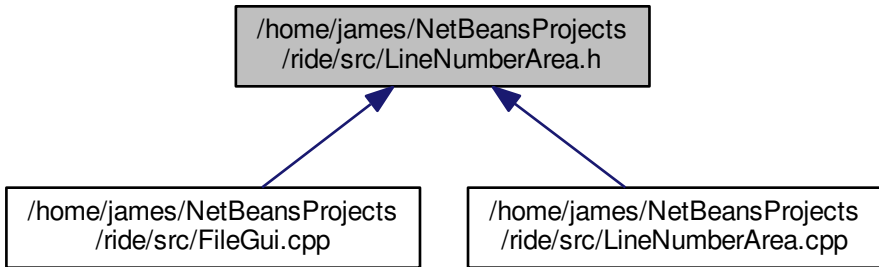 /home/james/NetBeansProjects
/ride/src/LineNumberArea.h
/home/james/NetBeansProjects
/ride/src/FileGui.cpp
/home/james/NetBeansProjects
/ride/src/LineNumberArea.cpp